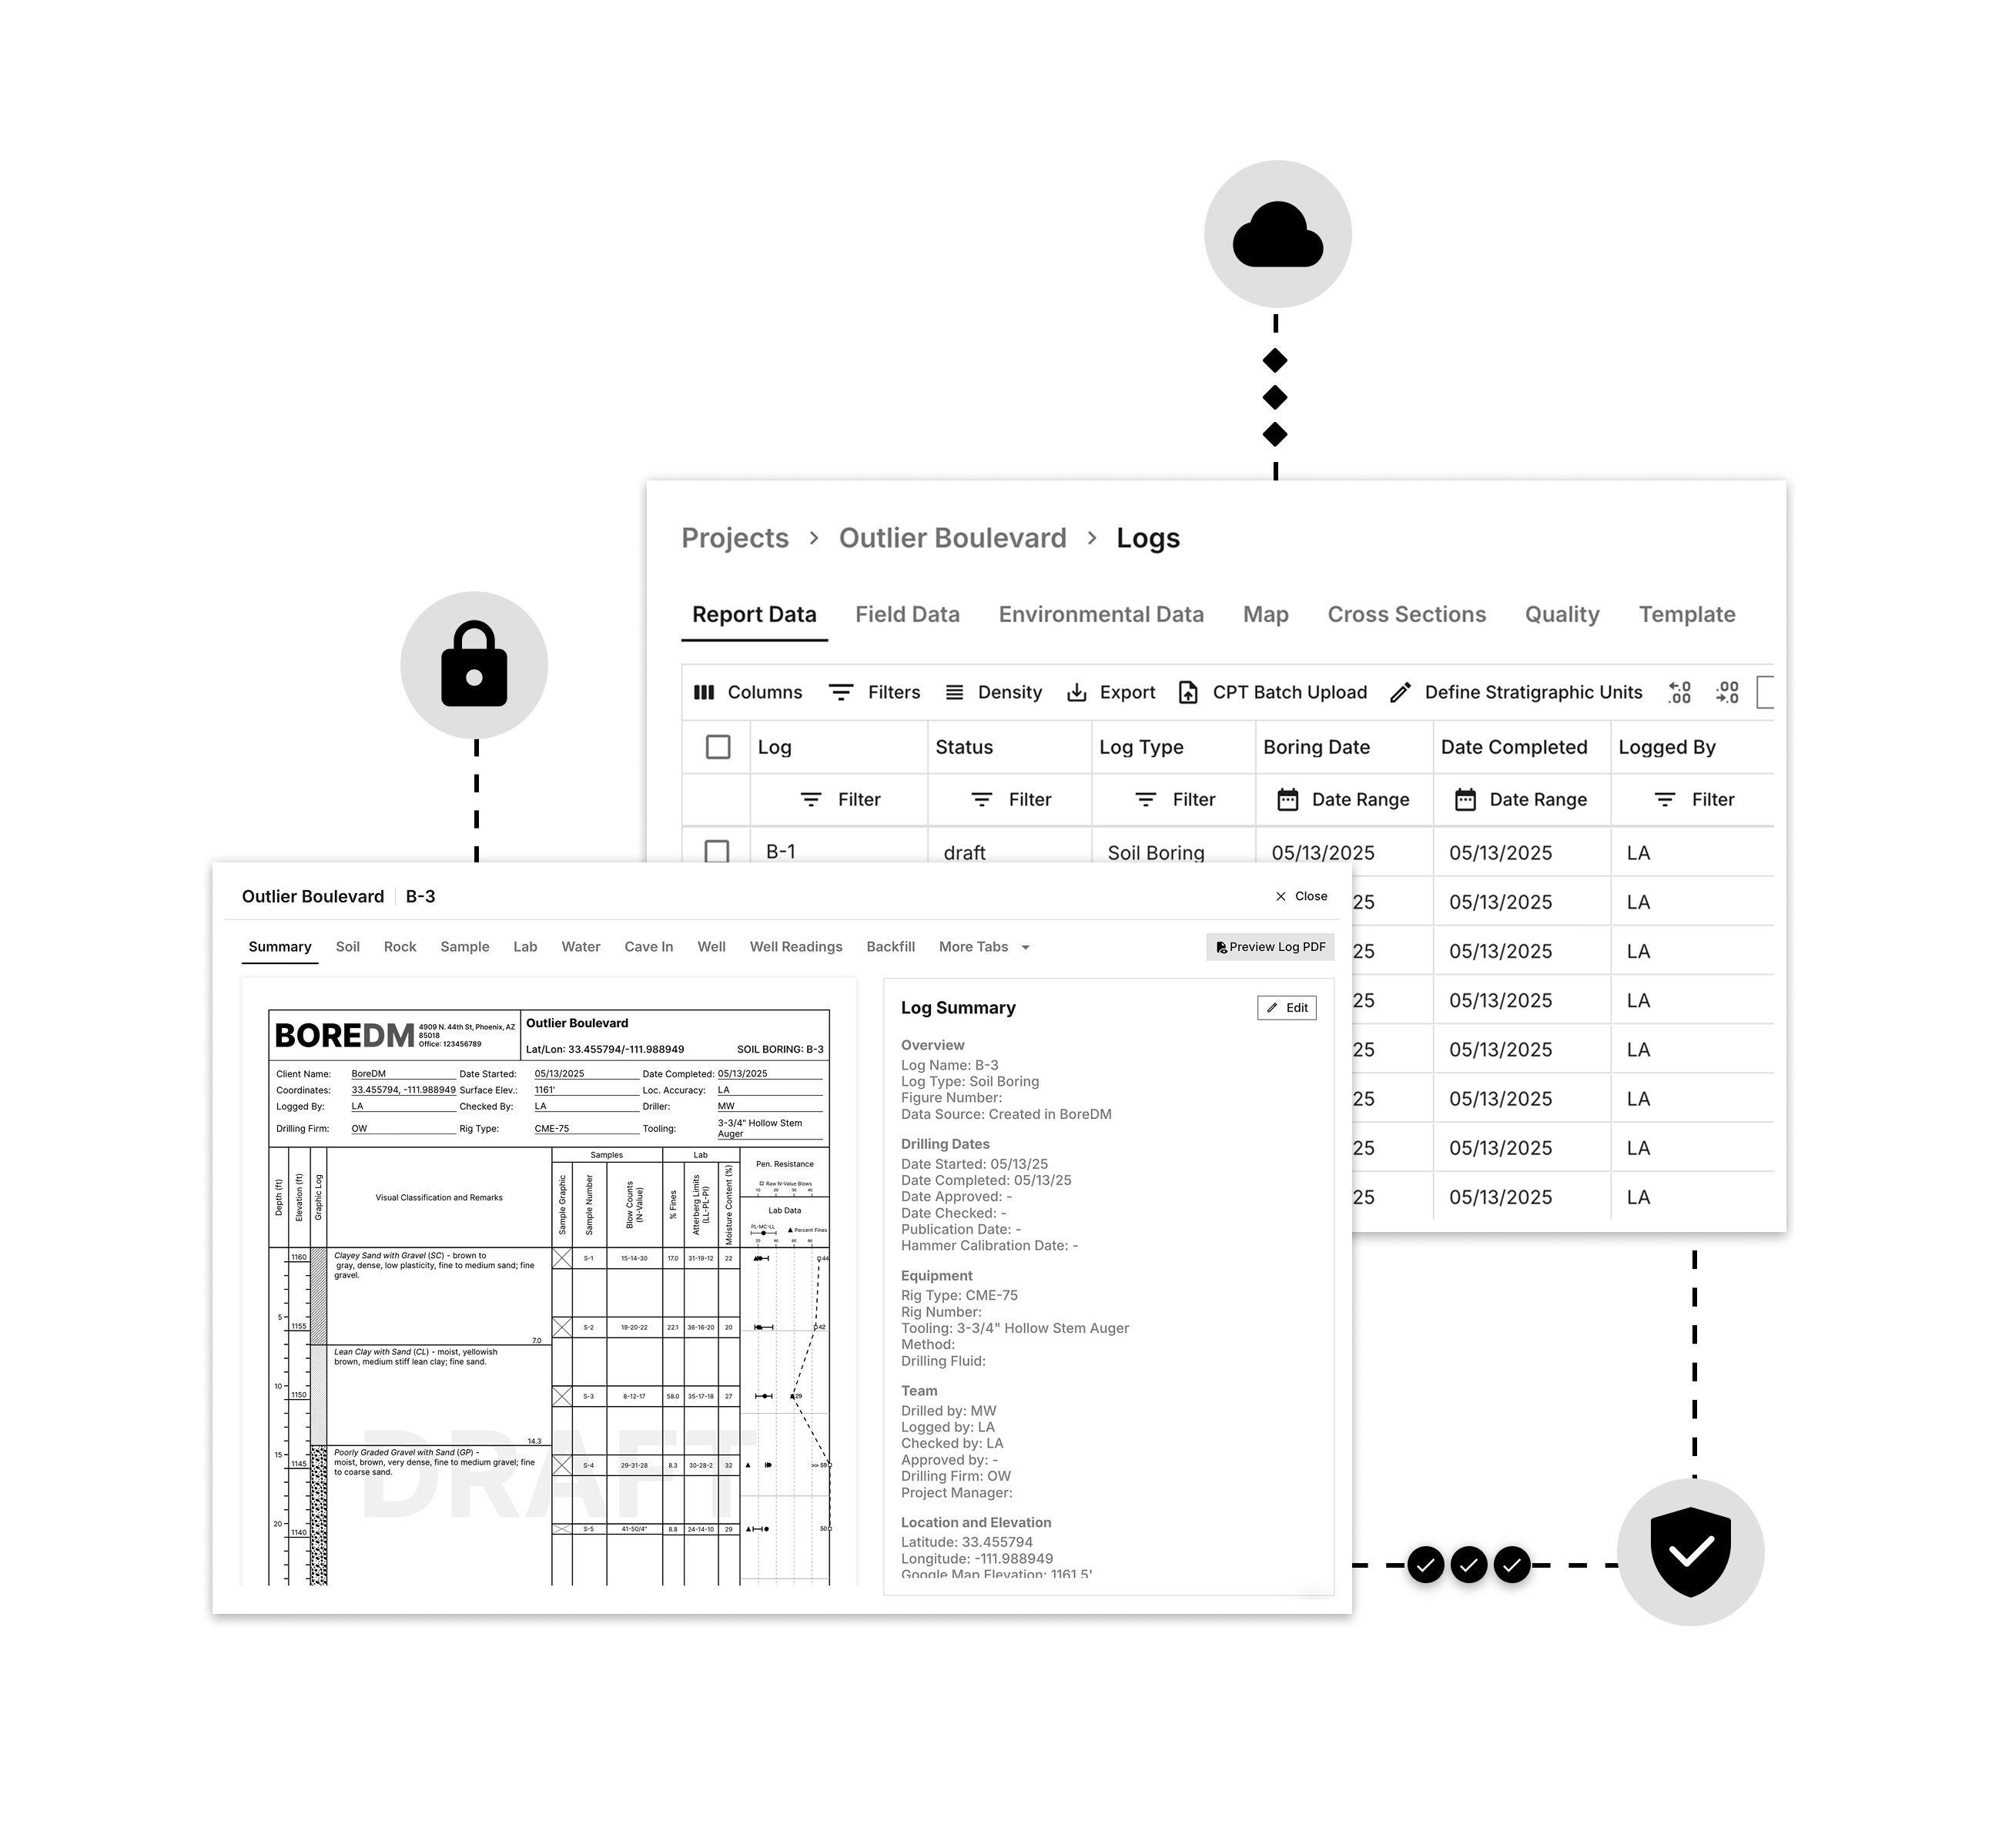 Projects > Outlier Boulevard > Logs
Report Data Field Data Environmental Data Map Cross Sections Quality Template
Columns Filters Density Export CPT Batch Upload Define Stratigraphic Units .0 .00 .00 .0
Log Status Log Type Boring Date Date Completed Logged By
Filter Filter Filter Date Range Date Range Filter
B-1 draft Soil Boring 05/13/2025 05/13/2025 LA
25 05/13/2025 LA
25 05/13/2025 LA
25 05/13/2025 LA
25 05/13/2025 LA
25 05/13/2025 LA
25 05/13/2025 LA
25 05/13/2025 LA
Outlier Boulevard B-3 Close
Summary Soil Rock Sample Lab Water Cave In Well Well Readings Backfill More Tabs Preview Log PDF
BOREDM
4909 N. 44th St, Phoenix, AZ
85018
Office: 123456789
Outlier Boulevard
Lat/Lon: 33.455794/-111.988949 SOIL BORING: B-3
Client Name: BoreDM Date Started: 05/13/2025 Date Completed: 05/13/2025
Coordinates: 33.455794, -111.988949 Surface Elev.: 1161' Loc. Accuracy: LA
Logged By: LA Checked By: LA Driller: MW
Drilling Firm: OW Rig Type: CME-75 Tooling: 3-3/4" Hollow Stem
Auger
Depth (ft)
Elevation (ft)
Graphic Log
Visual Classification and Remarks
Samples
Sample Graphic
Sample Number
Blow Counts
(N-Value)
Lab
% Fines
Atterberg Limits
(LL-PL-PI)
Moisture Content (%)
Pen. Resistance
Raw N-Value Blows
10 20 30 40
Lab Data
PL-MC-LL
Percent Fines
20 40 60 80
1160
Clayey Sand with Gravel (SC) - brown to
gray, dense, low plasticity, fine to medium sand; fine
gravel.
S-1 15-14-30 17.0 31-19-12 22 44
5
1155
S-2 19-20-22 22.1 36-16-20 20 42
7.0
Lean Clay with Sand (CL) - moist, yellowish
brown, medium stiff lean clay; fine sand.
10
1150
S-3 8-12-17 58.0 35-17-18 27 29
14.3
Poorly Graded Gravel with Sand (GP) -
moist, brown, very dense, fine to medium gravel; fine
to coarse sand.
15
1145
S-4 29-31-28 8.3 30-28-2 32 >> 59
20
1140
S-5 41-50/4" 8.8 24-14-10 29 50
DRAFT
Log Summary Edit
Overview
Log Name: B-3
Log Type: Soil Boring
Figure Number:
Data Source: Created in BoreDM
Drilling Dates
Date Started: 05/13/25
Date Completed: 05/13/25
Date Approved: -
Date Checked: -
Publication Date: -
Hammer Calibration Date: -
Equipment
Rig Type: CME-75
Rig Number:
Tooling: 3-3/4" Hollow Stem Auger
Method:
Drilling Fluid:
Team
Drilled by: MW
Logged by: LA
Checked by: LA
Approved by: -
Drilling Firm: OW
Project Manager:
Location and Elevation
Latitude: 33.455794
Longitude: -111.988949
Google Map Elevation: 1161.5'